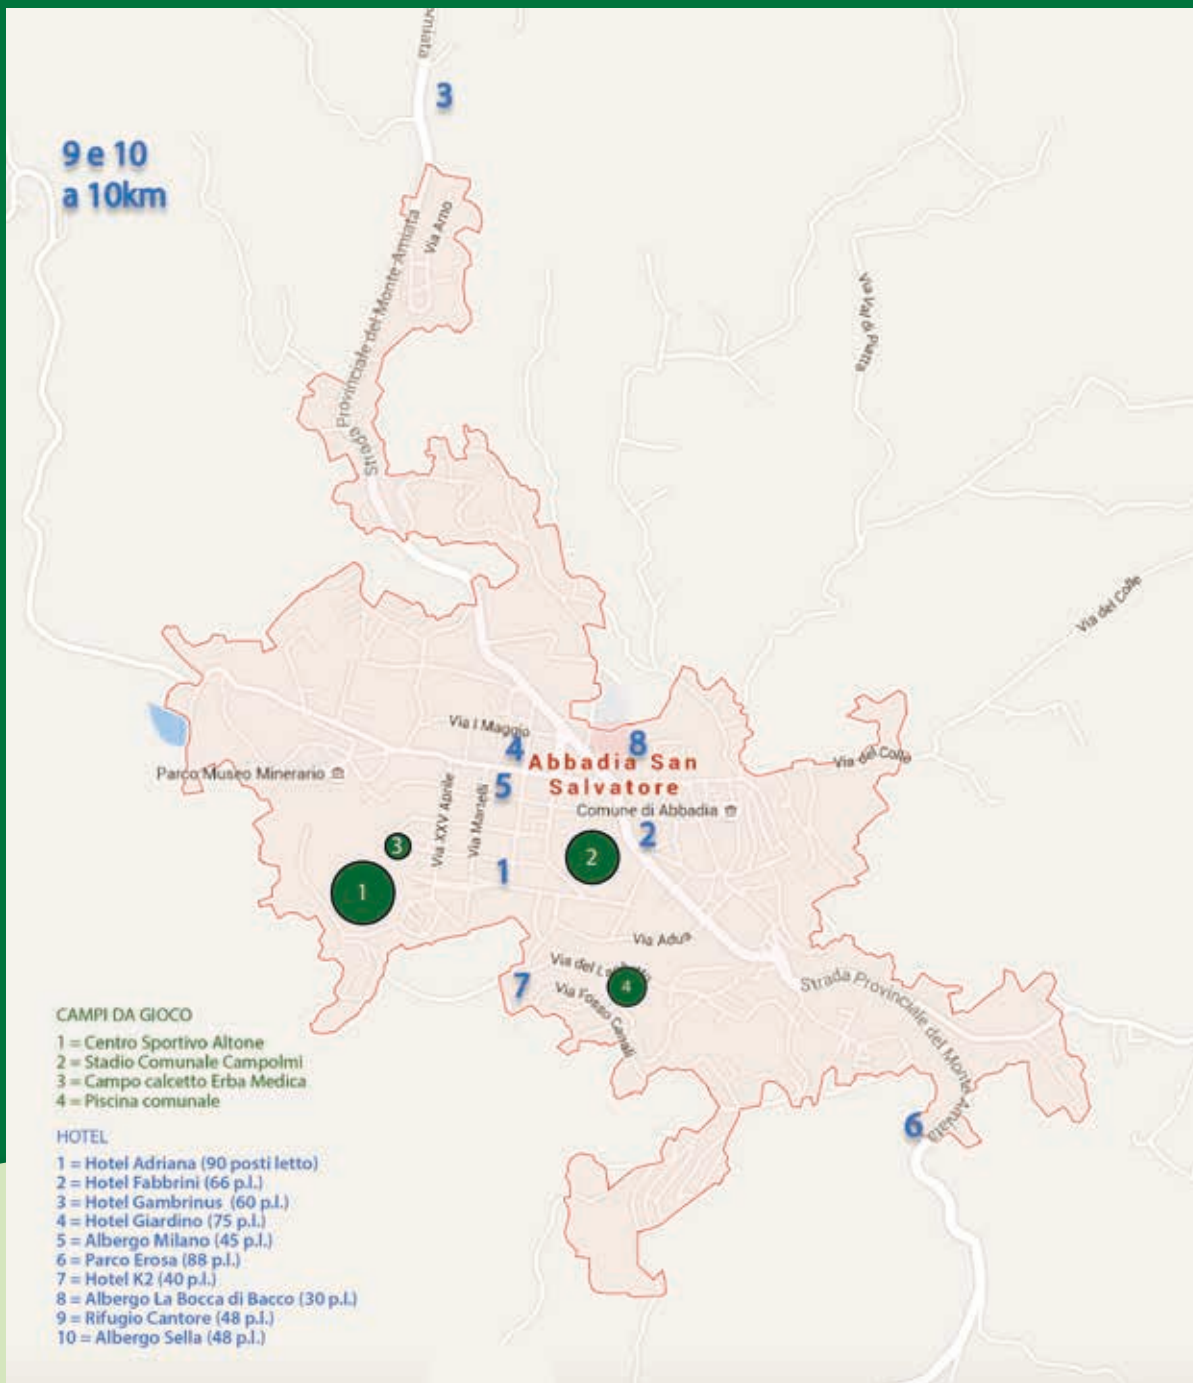 rmiata
3
9 e 10
a 10km
Via Arno
Strada Provinciale del Monte Amiata
Via Val di Pietra
Via del Colle
Via I Maggio
4
8
Abbadia San
Salvatore
Via del Colle
Parco Museo Minerario
5
Comune di Abbadia
Via XXV Aprile
Via Mariselli
2
3
2
1
1
Via Adua
Via del
4
7
Via Fosso Canali
Strada Provinciale del Monte Amiata
6
CAMPI DA GIOCO
1 = Centro Sportivo Altone
2 = Stadio Comunale Campolmi
3 = Campo calcetto Erba Medica
4 = Piscina comunale
HOTEL
1 = Hotel Adriana (90 posti letto)
2 = Hotel Fabbrini (66 p.l.)
3 = Hotel Gambrinus (60 p.l.)
4 = Hotel Giardino (75 p.l.)
5 = Albergo Milano (45 p.l.)
6 = Parco Erosa (88 p.l.)
7 = Hotel K2 (40 p.l.)
8 = Albergo La Bocca di Bacco (30 p.l.)
9 = Rifugio Cantore (48 p.l.)
10 = Albergo Sella (48 p.l.)